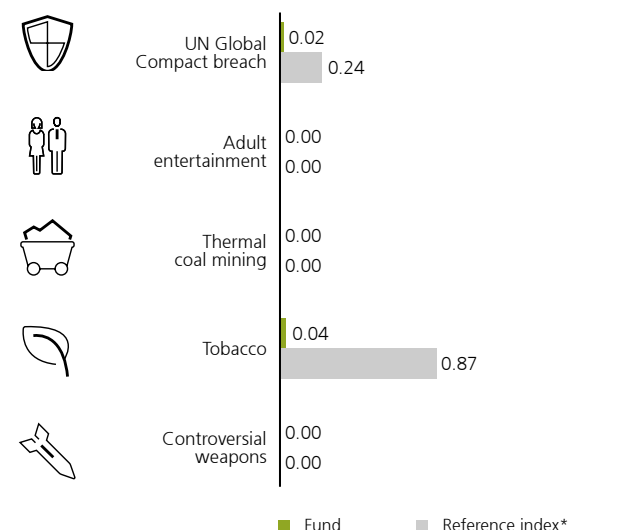 UN Global
Compact breach
0.02
0.24
Adult
entertainment
0.00
0.00
Thermal
coal mining
0.00
0.00
Tobacco
0.04
0.87
Controversial
weapons
0.00
0.00
Fund
Reference index*